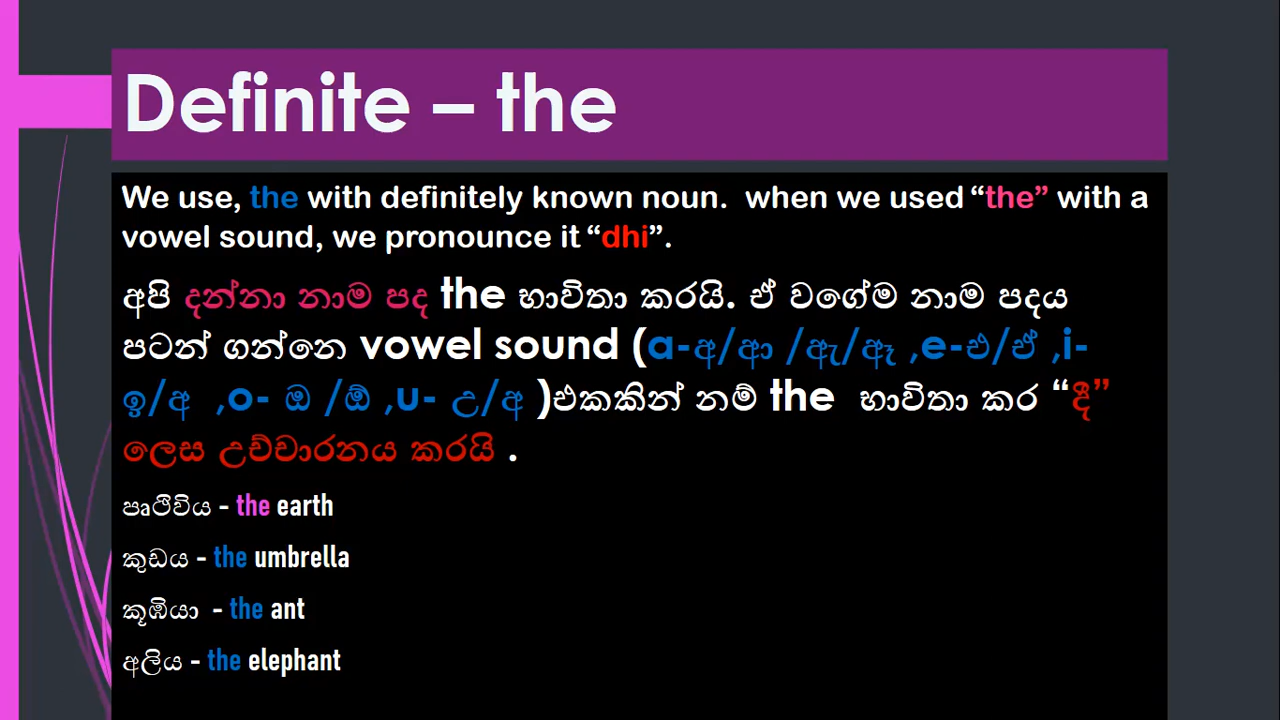 Definite – the
We use, the with definitely known noun.  when we used “the” with a
vowel sound, we pronounce it “dhi”.
අපි දන්නා නාම පද the භාවිතා කරයි. ඒ වගේම නාම පදය
පටන් ගන්නෙ vowel sound (a-අ/ආ /ඇ/ඈ ,e-එ/ඒ ,i-
ඉ/අ  ,o- ඔ /ඕ ,u- උ/අ )එකකින් නම් the  භාවිතා කර “දී”
ලෙස උච්චාරනය කරයි .
පෘථිවිය - the earth
කුඩය - the umbrella
කූඹියා  - the ant
අලිය - the elephant